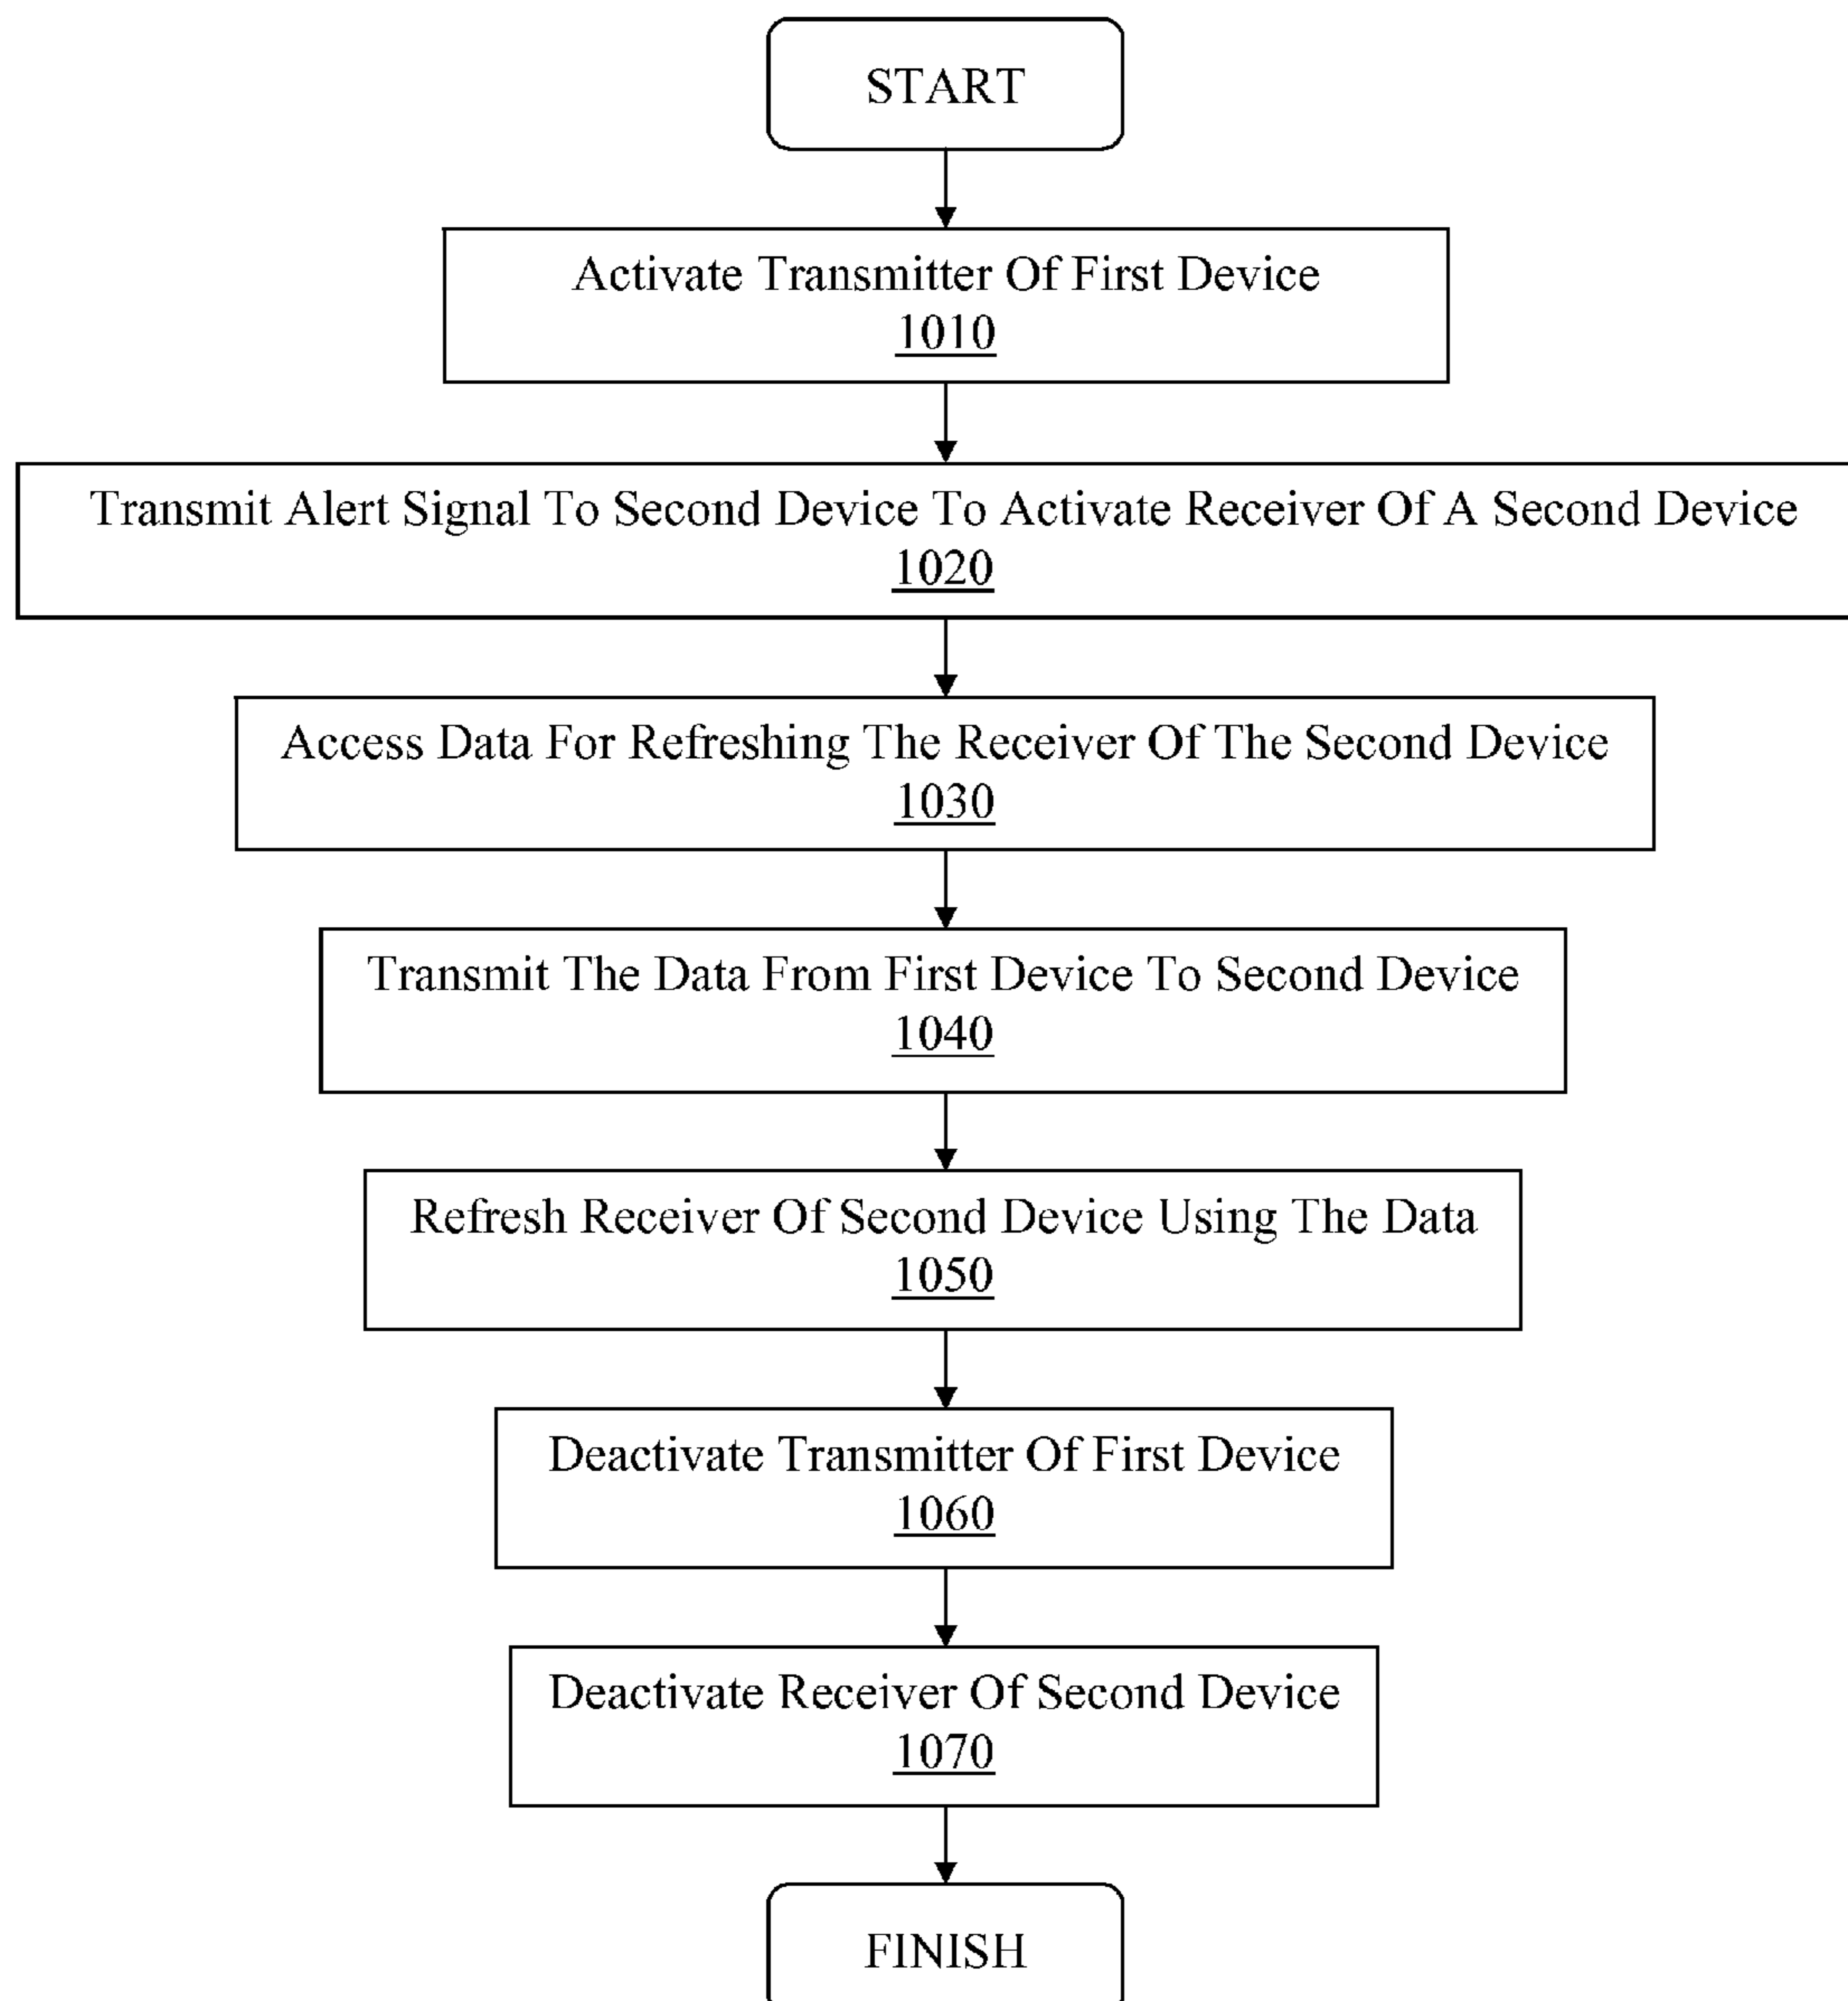 START
Activate Transmitter Of First Device
1010
Transmit Alert Signal To Second Device To Activate Receiver Of A Second Device
1020
Access Data For Refreshing The Receiver Of The Second Device
1030
Transmit The Data From First Device To Second Device
1040
Refresh Receiver Of Second Device Using The Data
1050
Deactivate Transmitter Of First Device
1060
Deactivate Receiver Of Second Device
1070
FINISH